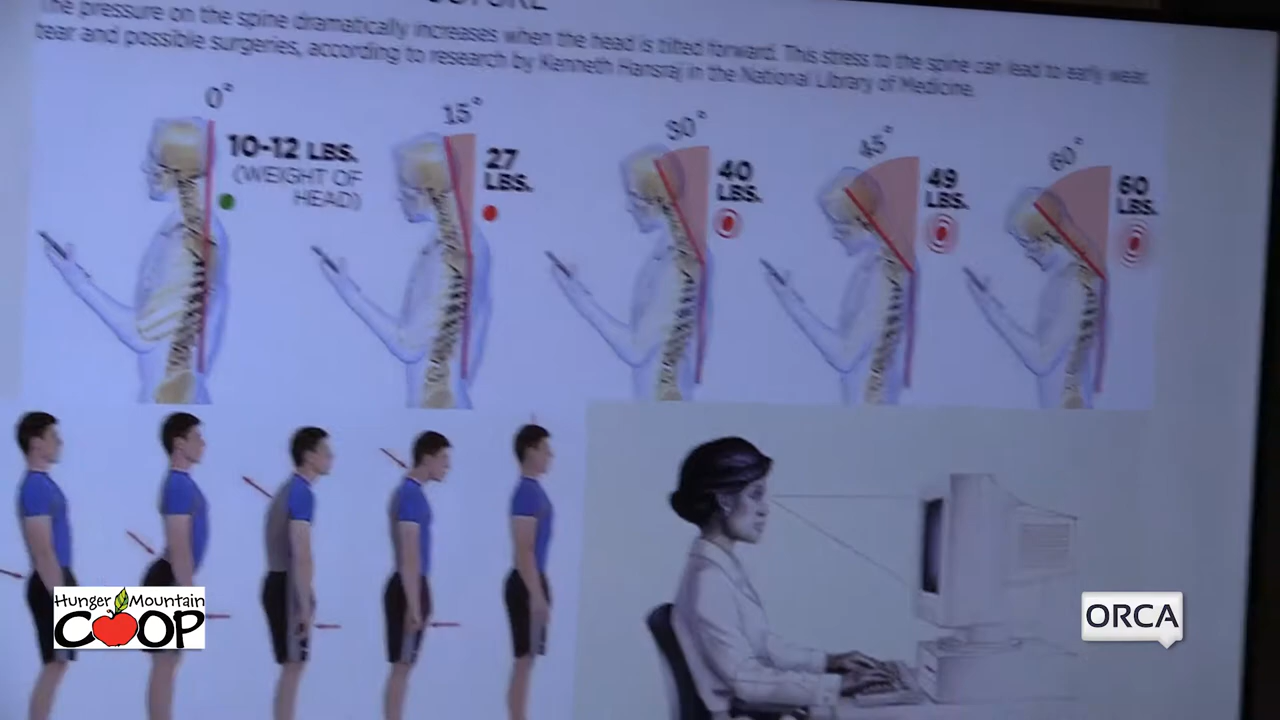 The pressure on the spine dramatically increases when the head is tilted forward. This stress to the spine can lead to early wear,
tear and possible surgeries, according to research by Kenneth Hansraj in the National Library of Medicine.
0°
10-12 LBS.
(WEIGHT OF
HEAD)
15°
27
LBS.
30°
40
LBS.
45°
49
LBS.
60°
60
LBS.
Hunger Mountain
COOP
ORCA